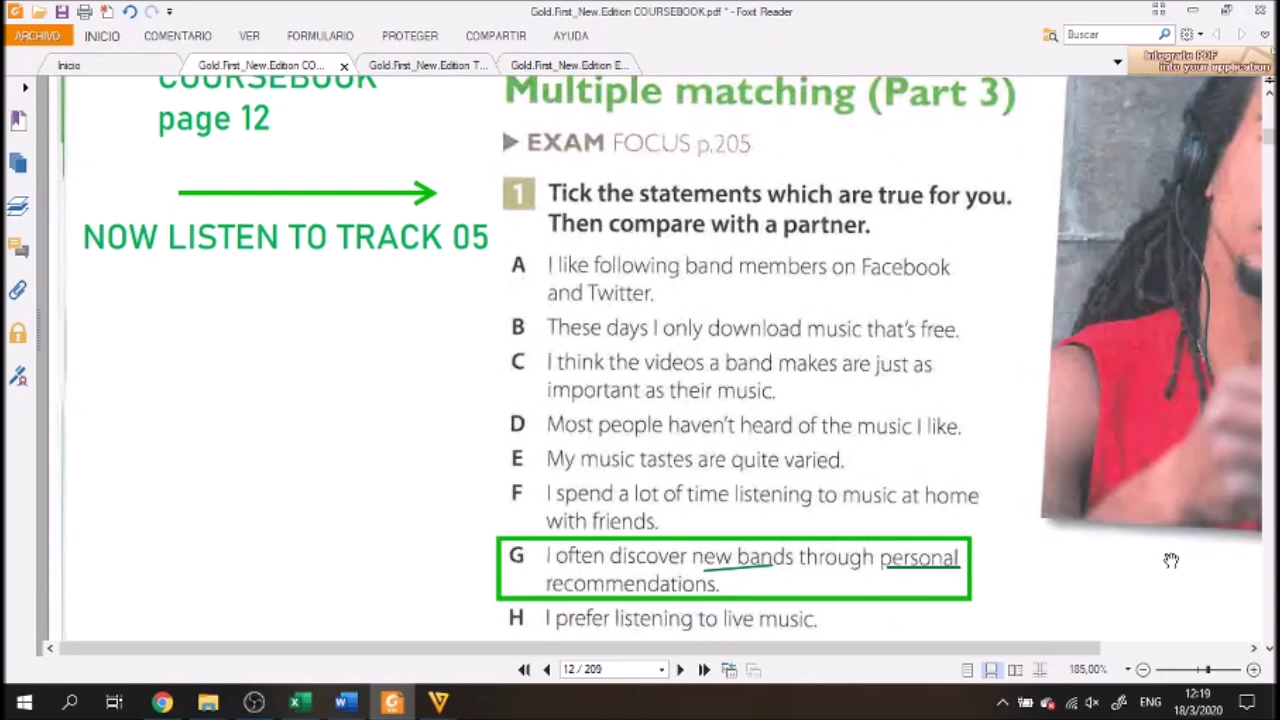 Gold.First_New.Edition COURSEBOOK.pdf * - Foxit Reader
ARCHIVO INICIO COMENTARIO VER FORMULARIO PROTEGER COMPARTIR AYUDA
Buscar
Inicio
Gold.First_New.Edition CO...
Gold.First_New.Edition T...
Gold.First_New.Edition E...
Integrate PDF
into your application
COURSEBOOK
page 12
NOW LISTEN TO TRACK 05
Multiple matching (Part 3)
▶ EXAM FOCUS p.205
1 Tick the statements which are true for you.
Then compare with a partner.
A I like following band members on Facebook
and Twitter.
B These days I only download music that's free.
C I think the videos a band makes are just as
important as their music.
D Most people haven't heard of the music I like.
E My music tastes are quite varied.
F I spend a lot of time listening to music at home
with friends.
G I often discover new bands through personal
recommendations.
H I prefer listening to live music.
12 / 209
185,00%
ENG
12:19
18/3/2020